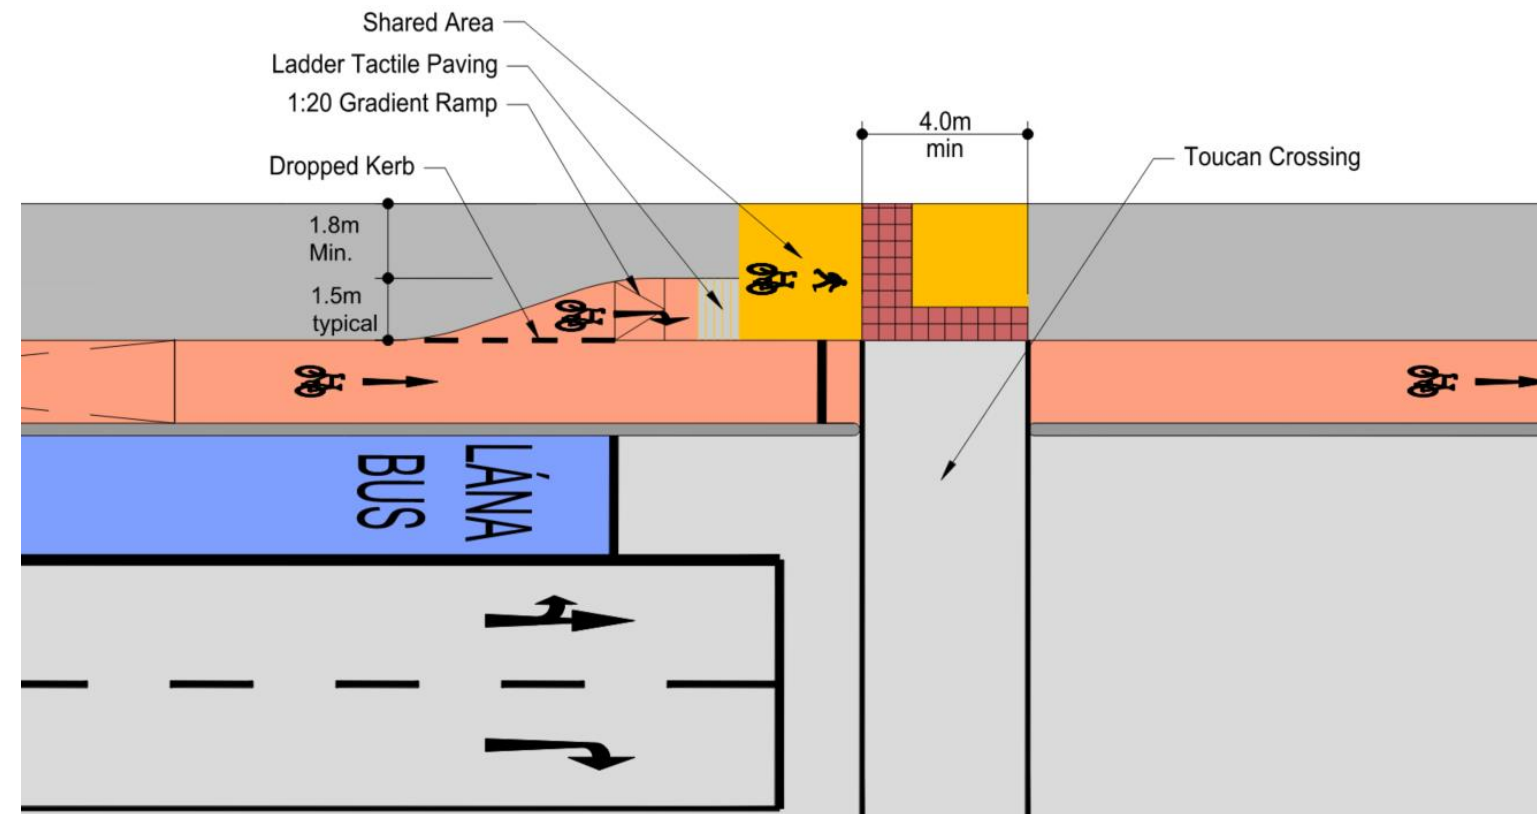 Shared Area
Ladder Tactile Paving
1:20 Gradient Ramp
Dropped Kerb
4.0m
min
Toucan Crossing
1.8m
Min.
1.5m
typical
LÁNA
BUS